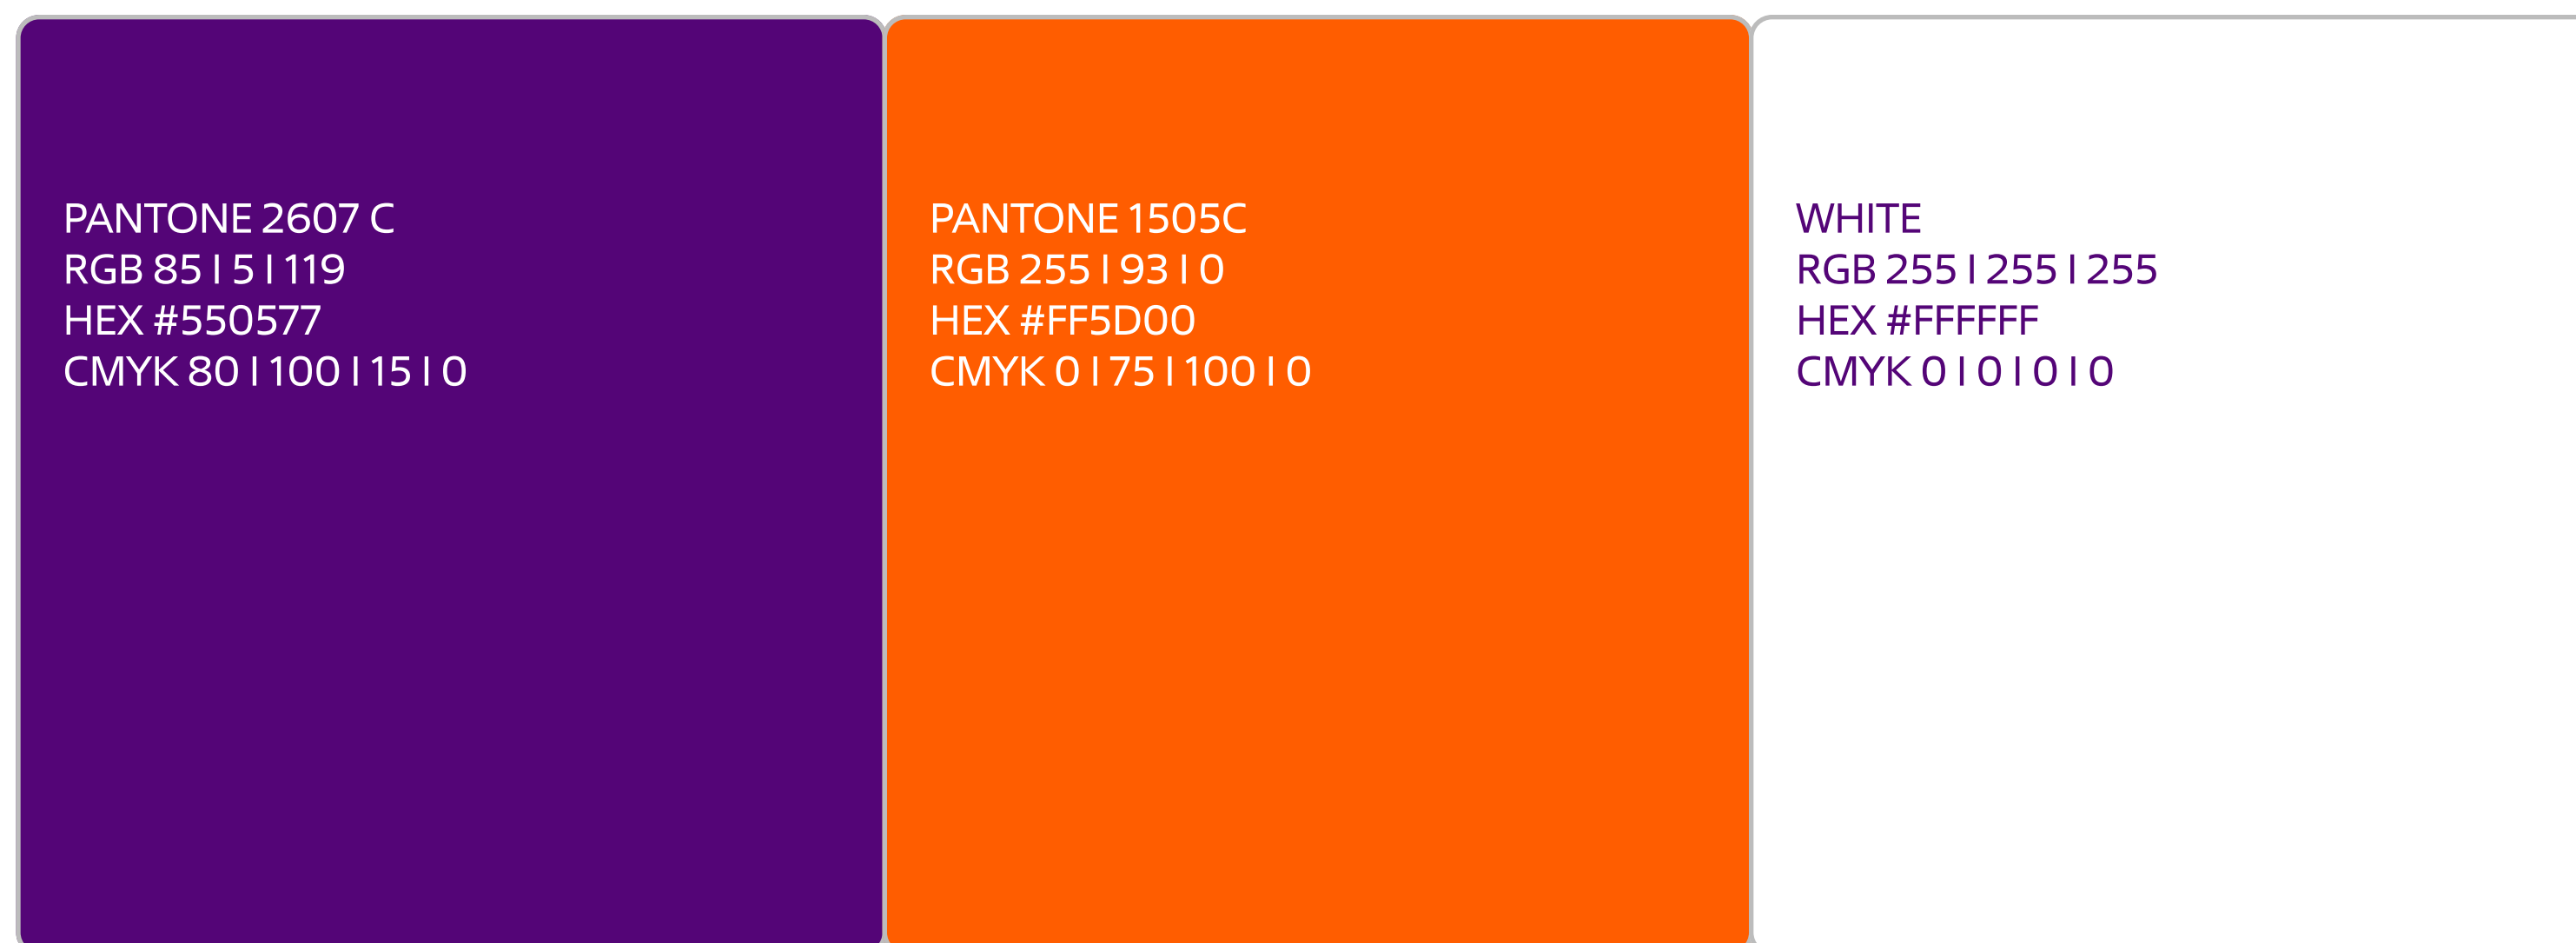 PANTONE 2607 C
RGB 85 | 5 | 119
HEX #550577
CMYK 80 | 100 | 15 | 0
PANTONE 1505C
RGB 255 | 93 | 0
HEX #FF5D00
CMYK 0 | 75 | 100 | 0
WHITE
RGB 255 | 255 | 255
HEX #FFFFFF
CMYK 0 | 0 | 0 | 0